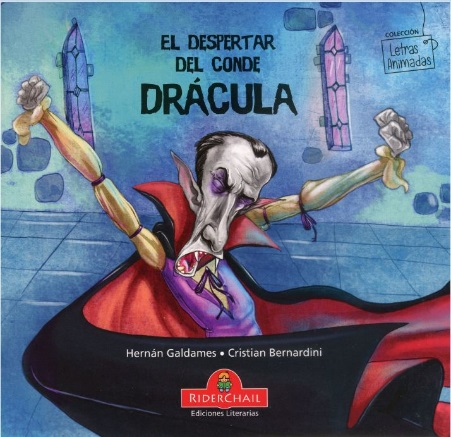 EL DESPERTAR
DEL CONDE
DRÁCULA
COLECCIÓN
Letras
Animadas
Hernán Galdames • Cristian Bernardini
RIDERCHAIL
Ediciones Literarias